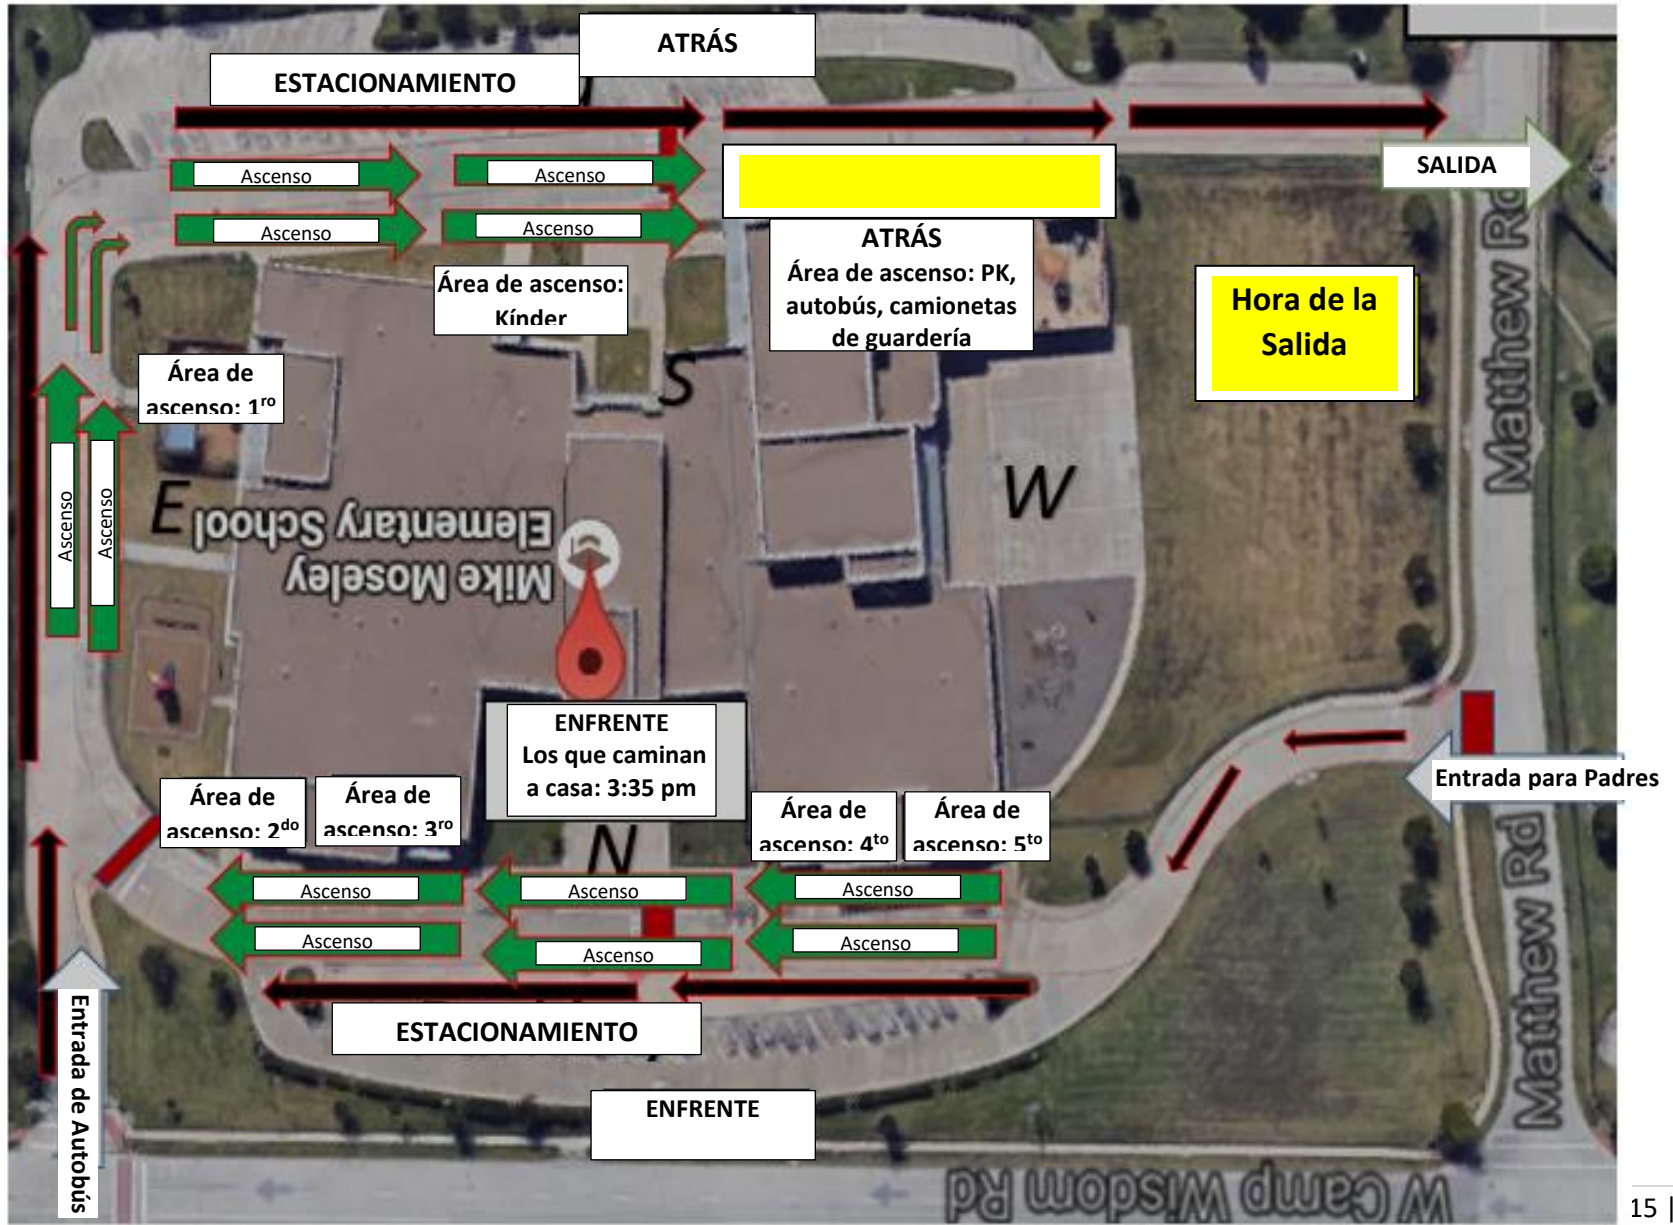 ATRÁS
ESTACIONAMIENTO
SALIDA
Ascenso
Ascenso
Ascenso
Ascenso
Matthew Rd
ATRÁS
Área de ascenso: PK,
autobús, camionetas
de guardería
Área de ascenso:
Kínder
Hora de la
Salida
Área de
ascenso: 1ro
S
E
W
Ascenso
Ascenso
Mike Moseley
Elementary School
ENFRENTE
Los que caminan
a casa: 3:35 pm
Entrada para Padres
Área de
ascenso: 2do
Área de
ascenso: 3ro
Área de
ascenso: 4to
Área de
ascenso: 5to
N
Ascenso
Ascenso
Ascenso
Ascenso
Ascenso
Ascenso
Matthew Rd
ESTACIONAMIENTO
Entrada de Autobús
ENFRENTE
W Camp Wisdom Rd
15 |